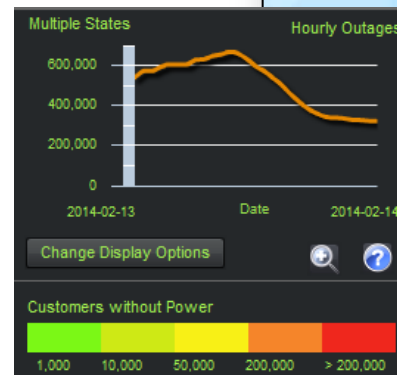 Multiple States
Hourly Outages
600,000
400,000
200,000
0
2014-02-13
Date
2014-02-14
Change Display Options
?
Customers without Power
1,000 10,000 50,000 200,000 > 200,000